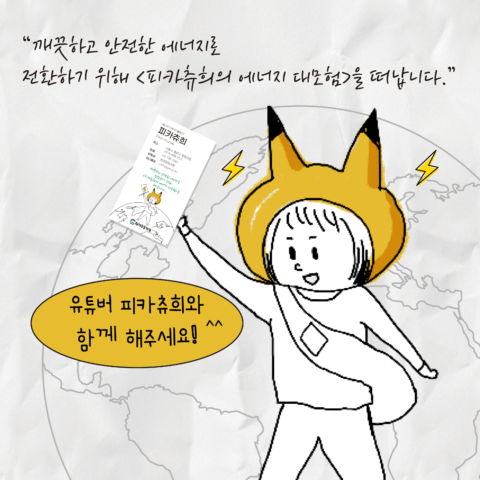 “깨끗하고 안전한 에너지로
전환하기 위해 <피카츄희의 에너지 대모험>을 떠납니다.”
피카츄희
유튜버 피카츄희와
함께 해주세요! ^^